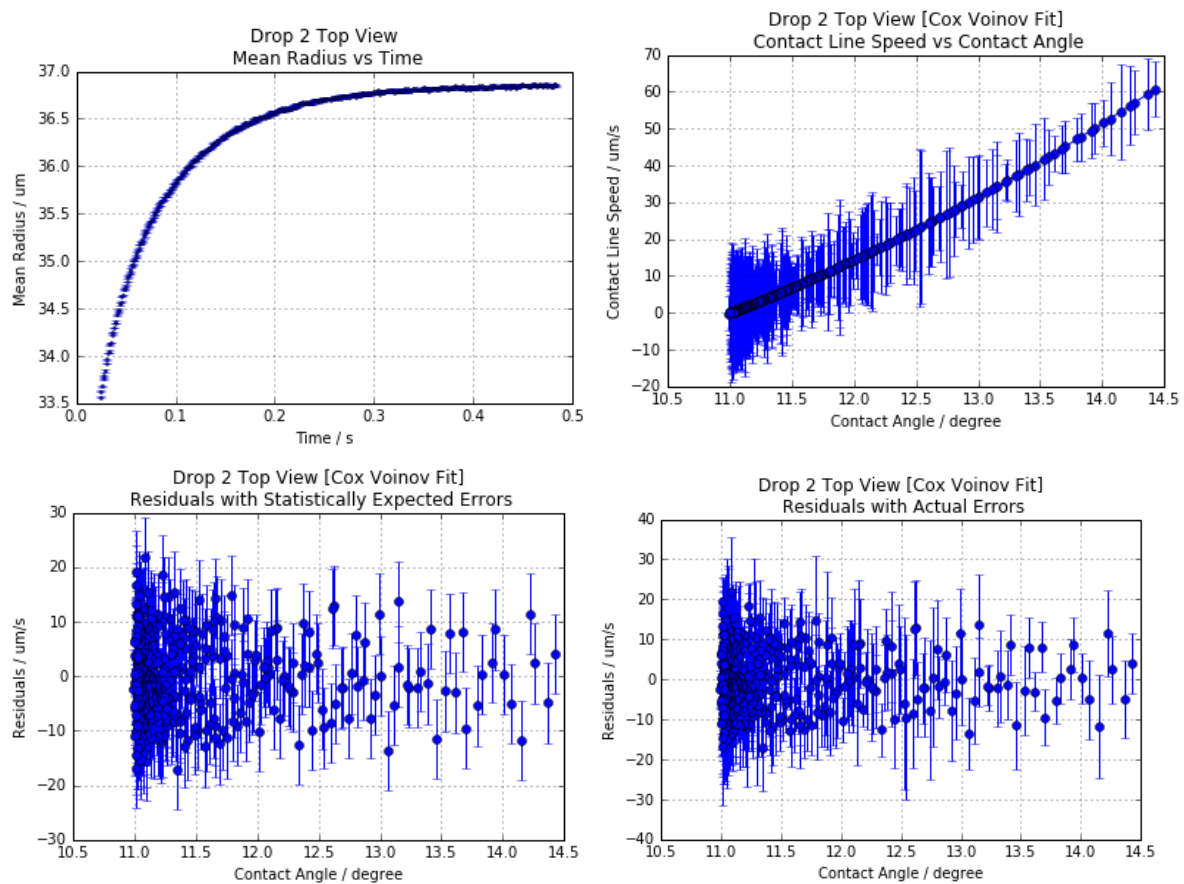 Drop 2 Top View
Mean Radius vs Time
37.0
36.5
36.0
35.5
35.0
34.5
34.0
33.5
Mean Radius / um
0.0 0.1 0.2 0.3 0.4 0.5
Time / s
Drop 2 Top View [Cox Voinov Fit]
Contact Line Speed vs Contact Angle
70
60
50
40
30
20
10
0
−10
−20
Contact Line Speed / um/s
10.5 11.0 11.5 12.0 12.5 13.0 13.5 14.0 14.5
Contact Angle / degree
Drop 2 Top View [Cox Voinov Fit]
Residuals with Statistically Expected Errors
30
20
10
0
−10
−20
−30
Residuals / um/s
10.5 11.0 11.5 12.0 12.5 13.0 13.5 14.0 14.5
Contact Angle / degree
Drop 2 Top View [Cox Voinov Fit]
Residuals with Actual Errors
40
30
20
10
0
−10
−20
−30
−40
Residuals / um/s
10.5 11.0 11.5 12.0 12.5 13.0 13.5 14.0 14.5
Contact Angle / degree